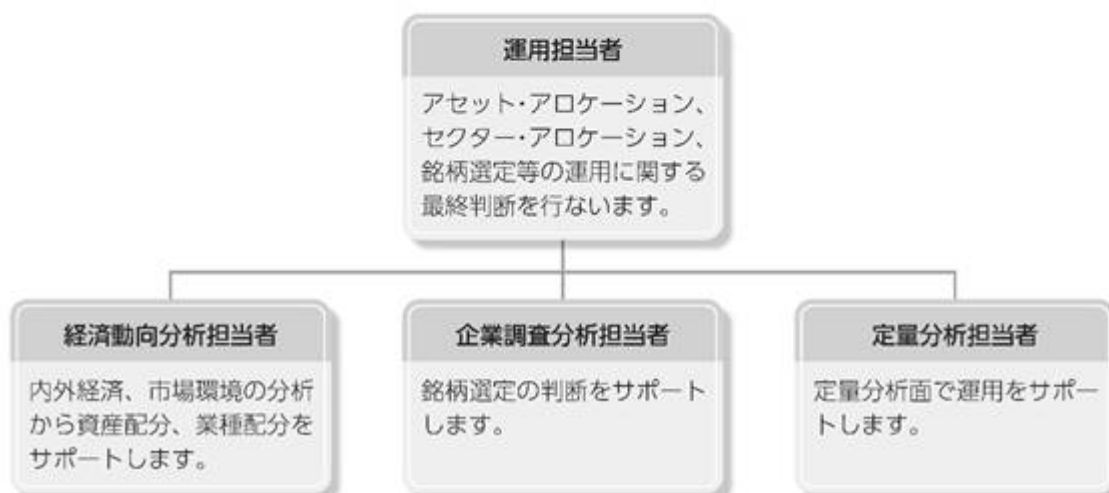 運用担当者
アセット・アロケーション、
セクター・アロケーション、
銘柄選定等の運用に関する
最終判断を行ないます。
経済動向分析担当者
内外経済、市場環境の分析
から資産配分、業種配分を
サポートします。
企業調査分析担当者
銘柄選定の判断をサポート
します。
定量分析担当者
定量分析面で運用をサポー
トします。